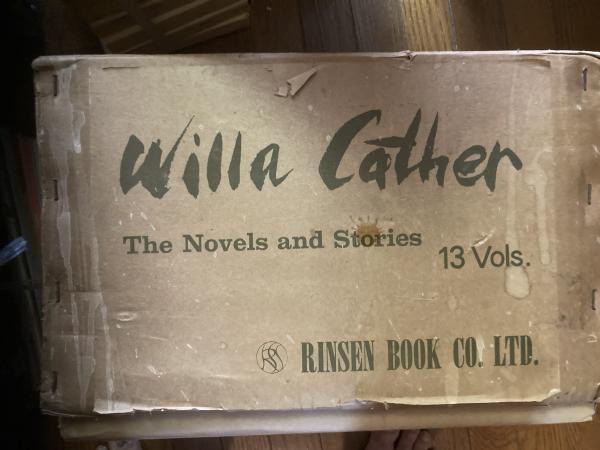 Willa Cather
The Novels and Stories
13 Vols.
RINSEN BOOK CO. LTD.